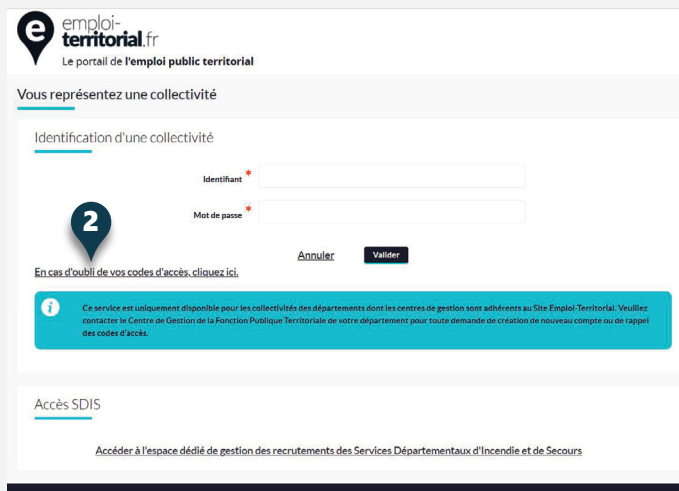 e
emploi-
territorial.fr
Le portail de l'emploi public territorial
Vous représentez une collectivité
Identification d'une collectivité
Identifiant *
Mot de passe *
2
Annuler Valider
En cas d'oubli de vos codes d'accès, cliquez ici.
i
Ce service est uniquement disponible pour les collectivités des départements dont les centres de gestion sont adhérents au Site Emploi-Territorial. Veuillez
contacter le Centre de Gestion de la Fonction Publique Territoriale de votre département pour toute demande de création de nouveau compte ou de rappel
des codes d'accès.
Accès SDIS
Accéder à l'espace dédié de gestion des recrutements des Services Départementaux d'Incendie et de Secours